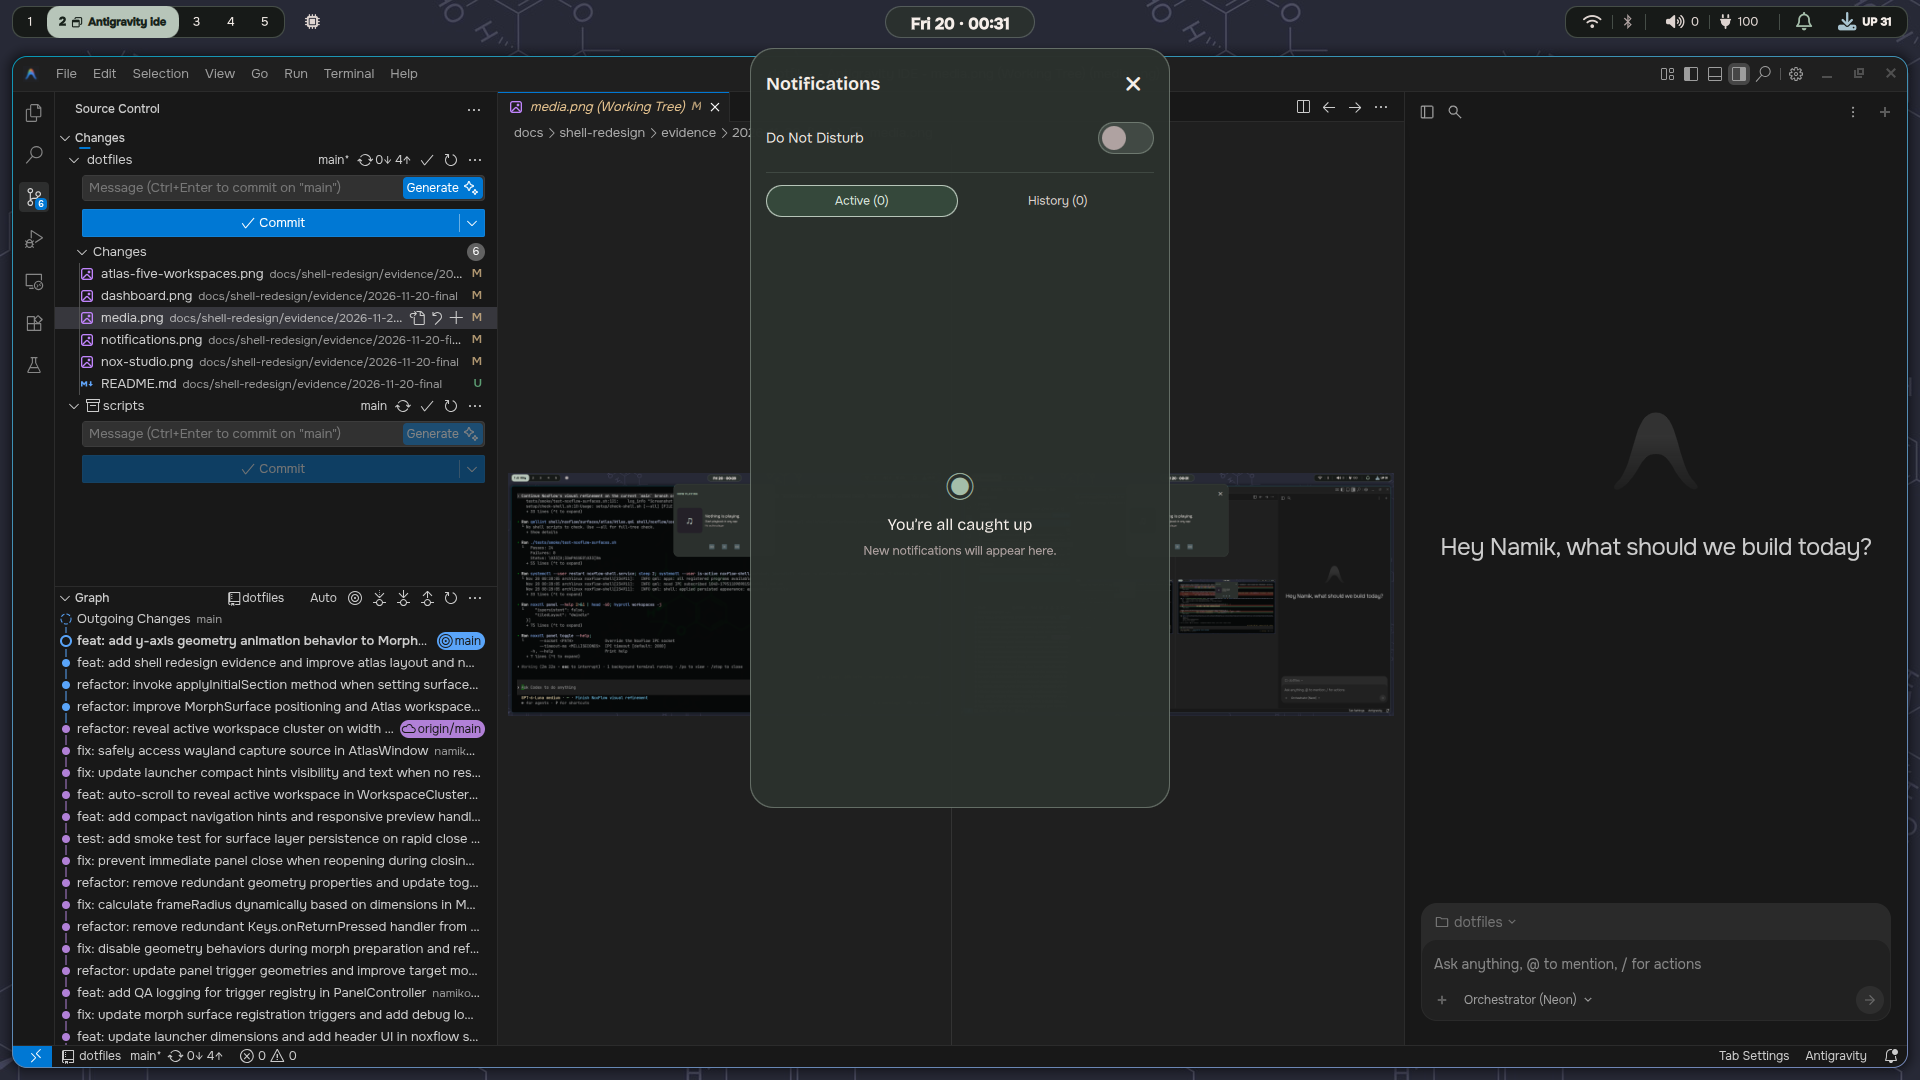 1
2 Antigravity ide
3
4
5
Fri 20 · 00:31
0
100
UP 31
File Edit Selection View Go Run Terminal Help
Source Control
Changes
dotfiles main* 0↓ 4↑
Message (Ctrl+Enter to commit on "main")
Generate
Commit
Changes 6
atlas-five-workspaces.png docs/shell-redesign/evidence/20... M
dashboard.png docs/shell-redesign/evidence/2026-11-20-final M
media.png docs/shell-redesign/evidence/2026-11-2... M
notifications.png docs/shell-redesign/evidence/2026-11-20-fi... M
nox-studio.png docs/shell-redesign/evidence/2026-11-20-final M
README.md docs/shell-redesign/evidence/2026-11-20-final U
scripts main
Message (Ctrl+Enter to commit on "main")
Generate
Commit
Graph dotfiles Auto
Outgoing Changes main
feat: add y-axis geometry animation behavior to Morph... main
feat: add shell redesign evidence and improve atlas layout and n...
refactor: invoke applyInitialSection method when setting surface...
refactor: improve MorphSurface positioning and Atlas workspace...
refactor: reveal active workspace cluster on width ... origin/main
fix: safely access wayland capture source in AtlasWindow namik...
fix: update launcher compact hints visibility and text when no res...
feat: auto-scroll to reveal active workspace in WorkspaceCluster...
feat: add compact navigation hints and responsive preview handl...
test: add smoke test for surface layer persistence on rapid close ...
fix: prevent immediate panel close when reopening during closin...
refactor: remove redundant geometry properties and update tog...
fix: calculate frameRadius dynamically based on dimensions in M...
refactor: remove redundant Keys.onReturnPressed handler from ...
fix: disable geometry behaviors during morph preparation and ref...
refactor: update panel trigger geometries and improve target mo...
feat: add QA logging for trigger registry in PanelController namiko...
fix: update morph surface registration triggers and add debug lo...
feat: update launcher dimensions and add header UI in noxflow s...
dotfiles main* 0↓ 4↑ 0 0
media.png (Working Tree) M
docs > shell-redesign > evidence > 202
Notifications
Do Not Disturb
Active (0)
History (0)
You're all caught up
New notifications will appear here.
Hey Namik, what should we build today?
Hey Namik, what should we build today?
dotfiles
Ask anything, @ to mention, / for actions
Orchestrator (Neon)
Tab Settings Antigravity